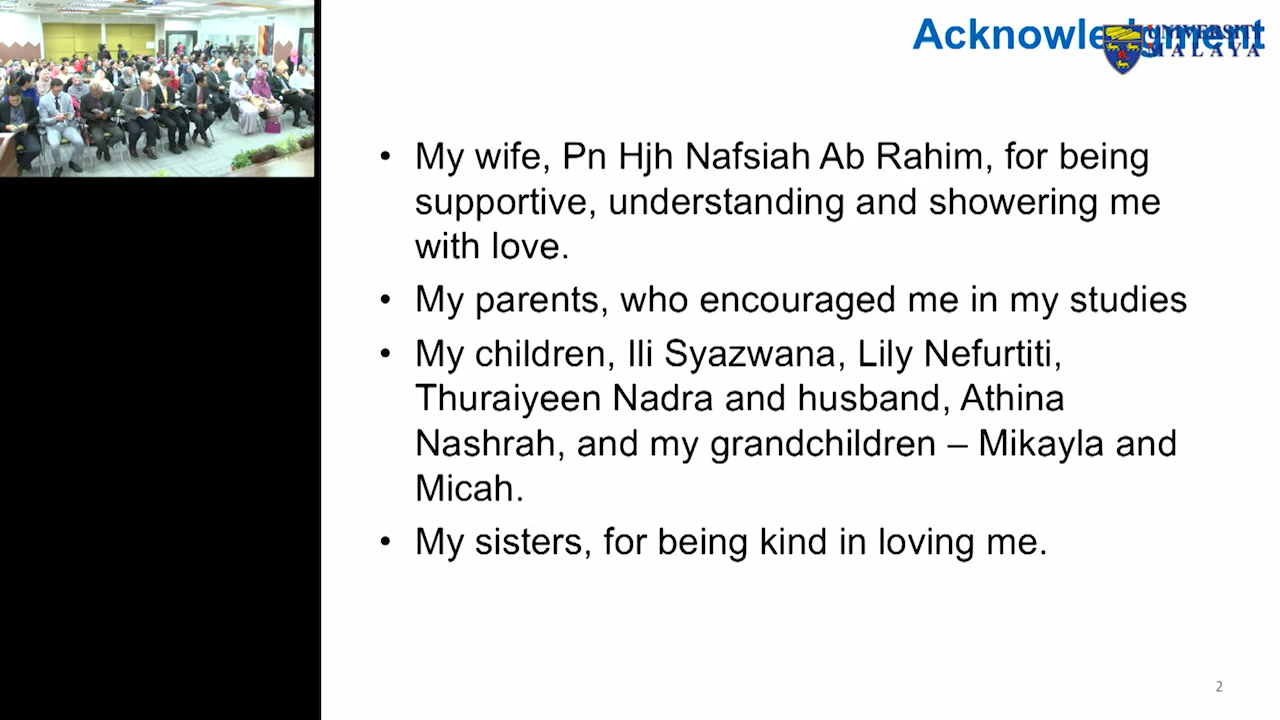 Acknowledgment
UNIVERSITI
MALAYA
• My wife, Pn Hjh Nafsiah Ab Rahim, for being
supportive, understanding and showering me
with love.
• My parents, who encouraged me in my studies
• My children, Ili Syazwana, Lily Nefurtiti,
Thuraiyeen Nadra and husband, Athina
Nashrah, and my grandchildren – Mikayla and
Micah.
• My sisters, for being kind in loving me.
2